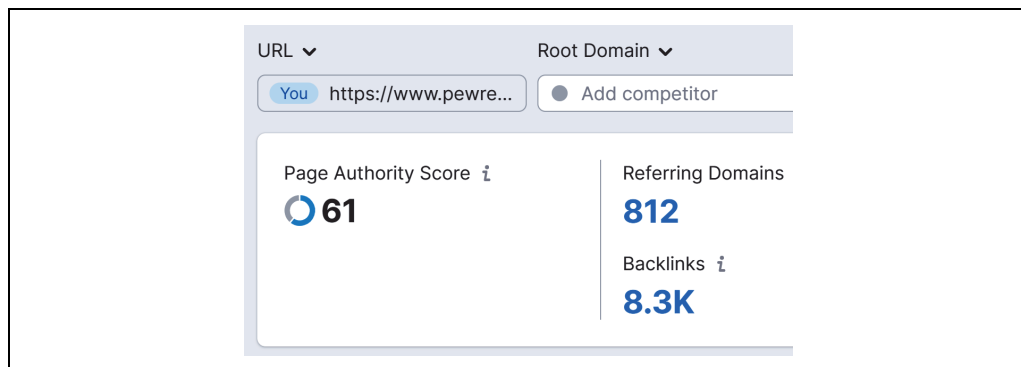 URL Root Domain
You https://www.pewre... Add competitor
Page Authority Score i Referring Domains
61 812
Backlinks i
8.3K